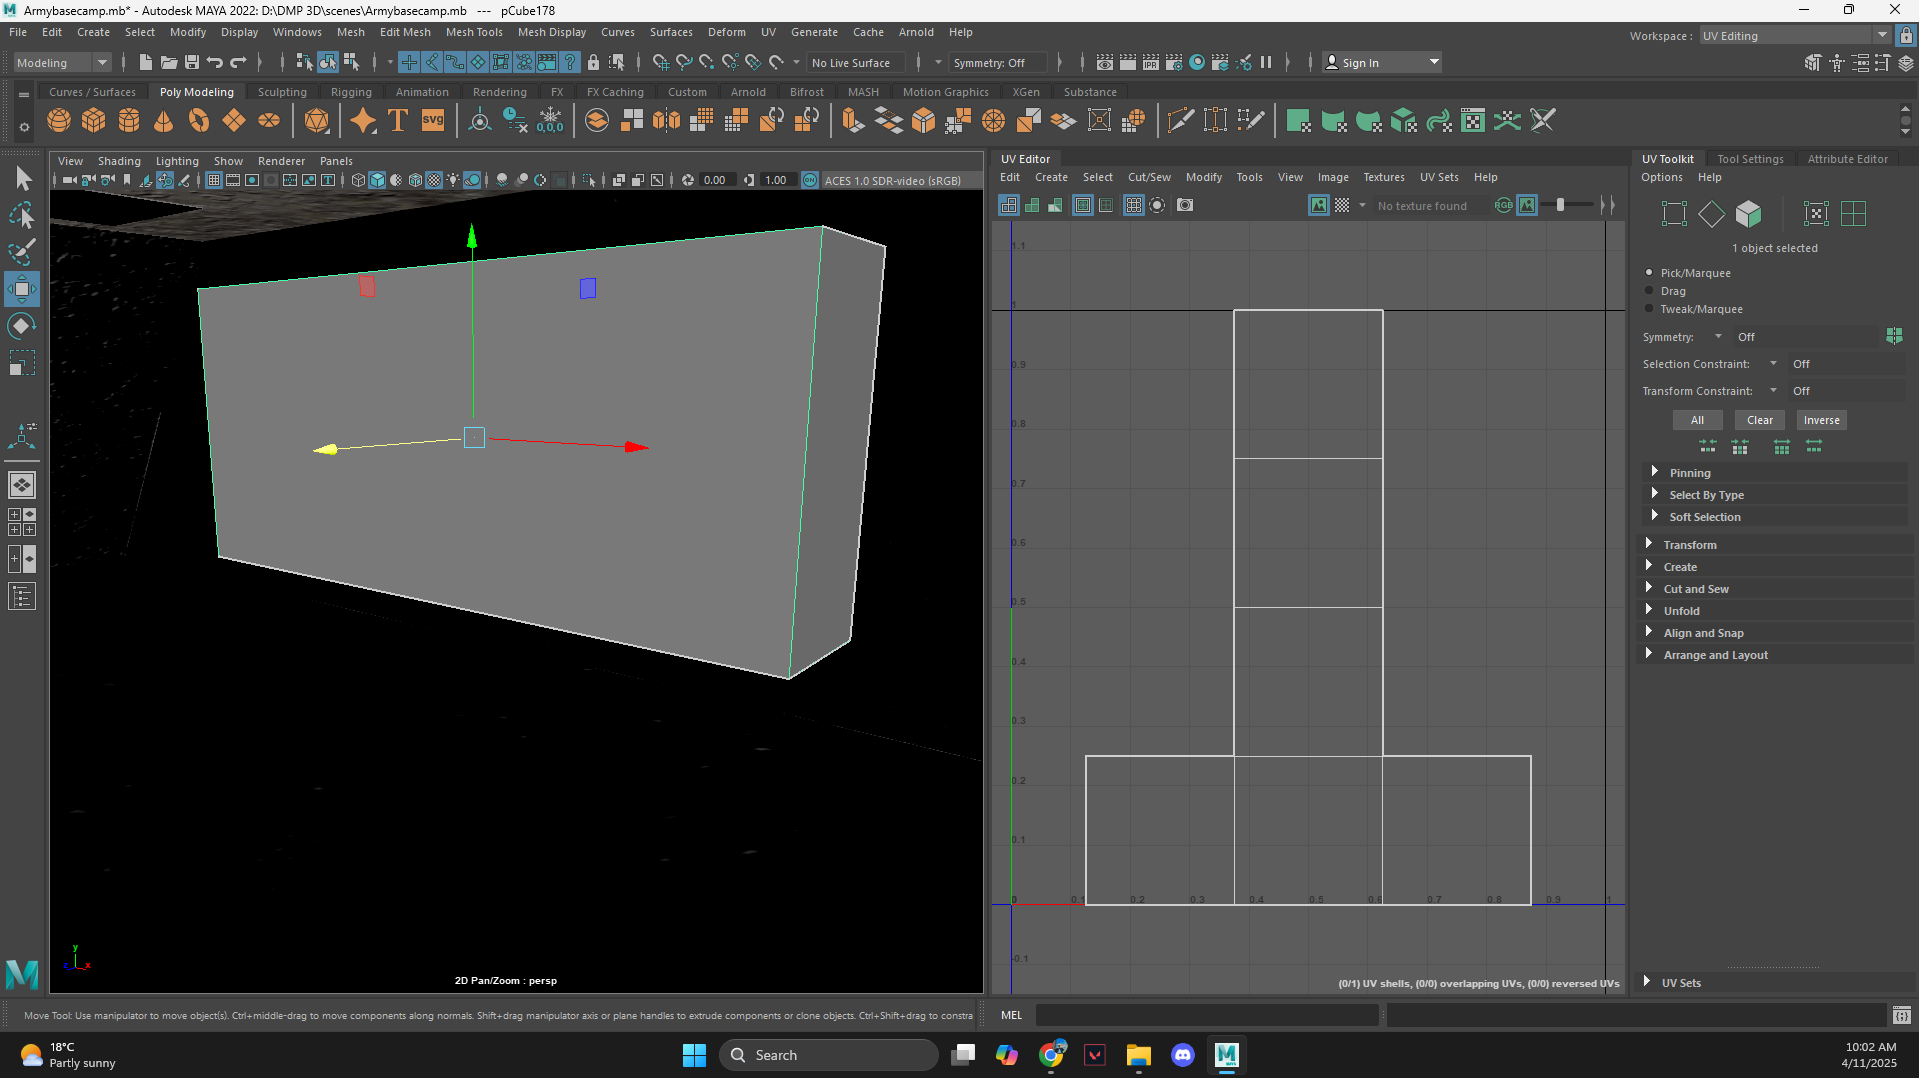 Armybasecamp.mb* - Autodesk MAYA 2022: D:\DMP 3D\scenes\Armybasecamp.mb   ---   pCube178
File Edit Create Select Modify Display Windows Mesh Edit Mesh Mesh Tools Mesh Display Curves Surfaces Deform UV Generate Cache Arnold Help
Workspace : UV Editing
Modeling No Live Surface Symmetry: Off IPR Sign In
Curves / Surfaces Poly Modeling Sculpting Rigging Animation Rendering FX FX Caching Custom Arnold Bifrost MASH Motion Graphics XGen Substance
T svg 0,0,0
View Shading Lighting Show Renderer Panels
0.00 1.00 ON ACES 1.0 SDR-video (sRGB)
y
z x
2D Pan/Zoom : persp
UV Editor
Edit Create Select Cut/Sew Modify Tools View Image Textures UV Sets Help
No texture found RGB
1.1
1
0.9
0.8
0.7
0.6
0.5
0.4
0.3
0.2
0.1
0 0.1 0.2 0.3 0.4 0.5 0.6 0.7 0.8 0.9 1
-0.1
(0/1) UV shells, (0/0) overlapping UVs, (0/0) reversed UVs
UV Toolkit Tool Settings Attribute Editor
Options Help
1 object selected
Pick/Marquee
Drag
Tweak/Marquee
Symmetry: Off
Selection Constraint: Off
Transform Constraint: Off
All Clear Inverse
Pinning
Select By Type
Soft Selection
Transform
Create
Cut and Sew
Unfold
Align and Snap
Arrange and Layout
UV Sets
Move Tool: Use manipulator to move object(s). Ctrl+middle-drag to move components along normals. Shift+drag manipulator axis or plane handles to extrude components or clone objects. Ctrl+Shift+drag to constra
MEL
18°C
Partly sunny
Search
10:02 AM
4/11/2025